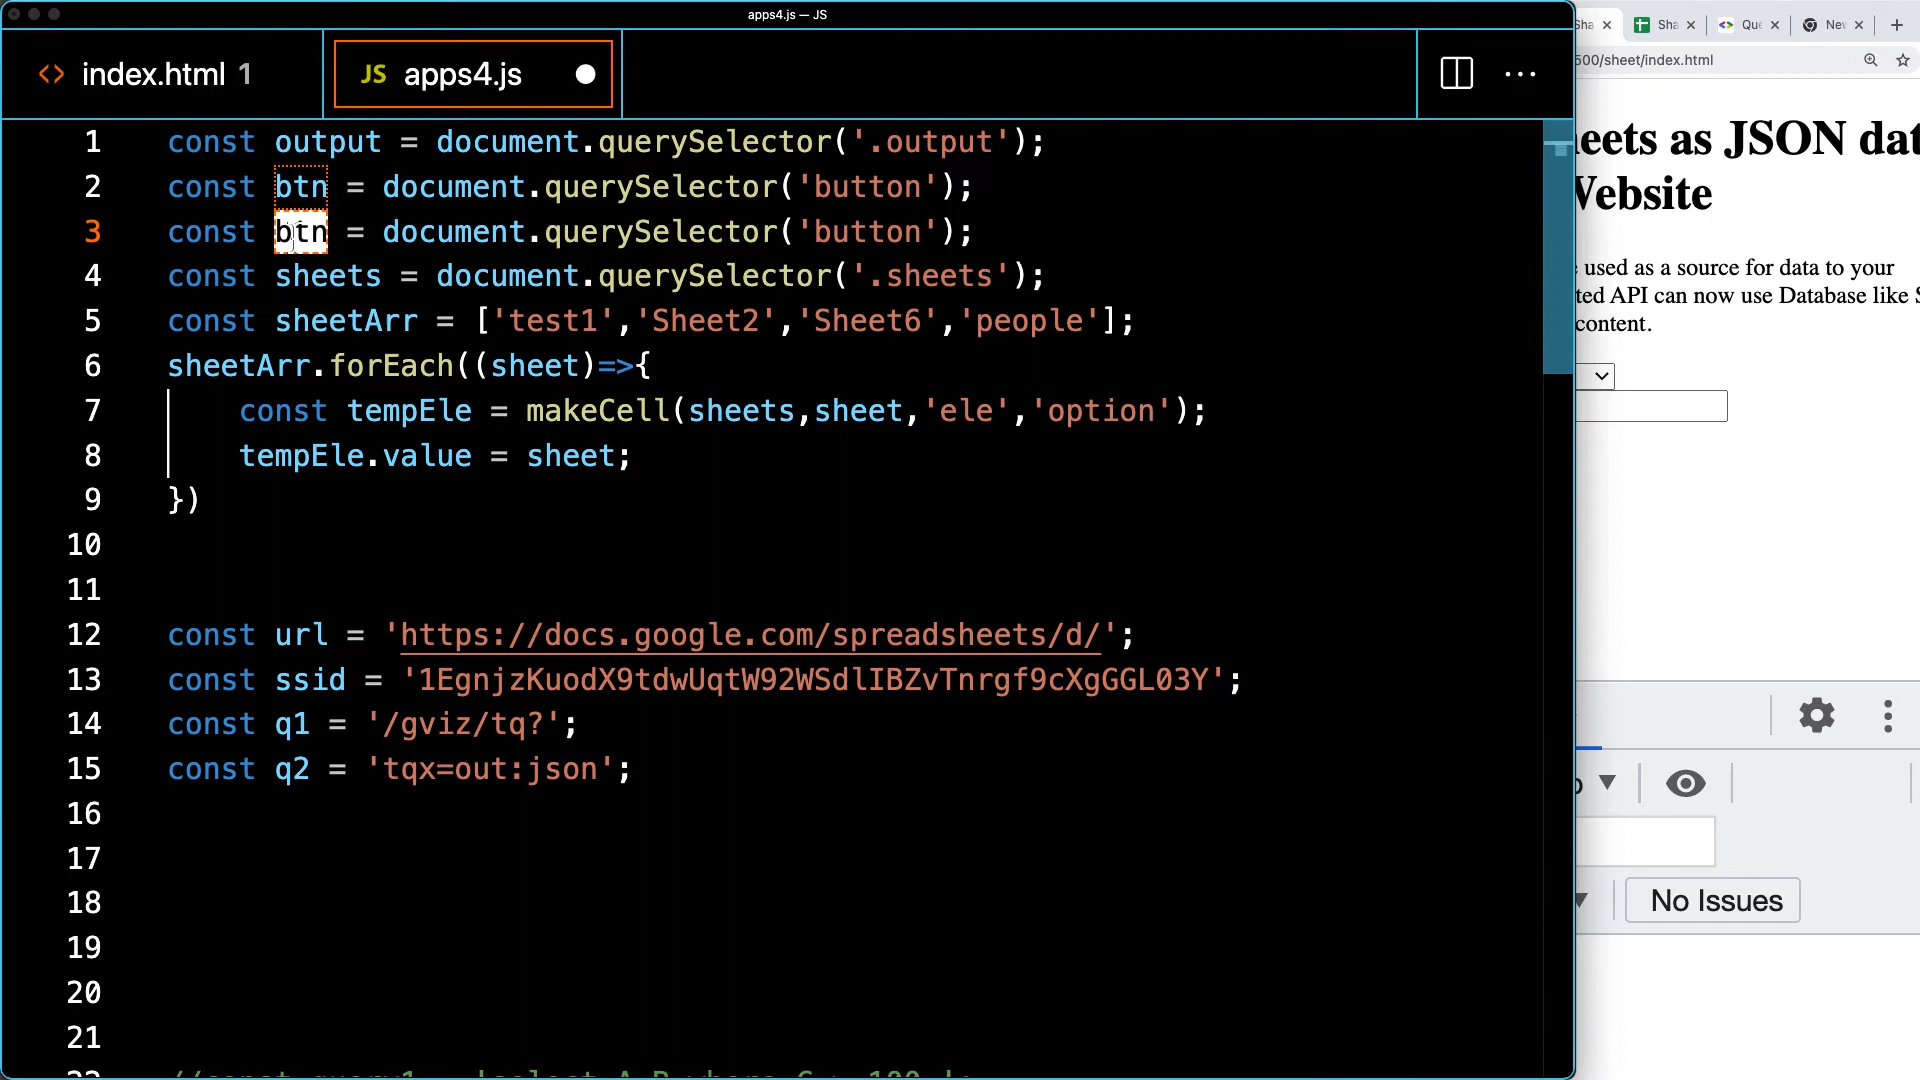 apps4.js — JS
<> index.html 1
JS apps4.js
1 const output = document.querySelector('.output');
2 const btn = document.querySelector('button');
3 const btn = document.querySelector('button');
4 const sheets = document.querySelector('.sheets');
5 const sheetArr = ['test1','Sheet2','Sheet6','people'];
6 sheetArr.forEach((sheet)=>{
7 const tempEle = makeCell(sheets,sheet,'ele','option');
8 tempEle.value = sheet;
9 })
10
11
12 const url = 'https://docs.google.com/spreadsheets/d/';
13 const ssid = '1EgnjzKuodX9tdwUqtW92WSdlIBZvTnrgf9cXgGGL03Y';
14 const q1 = '/gviz/tq?';
15 const q2 = 'tqx=out:json';
16
17
18
19
20
21
Sha
Que
Nev
500/sheet/index.html
eets as JSON dat
Website
used as a source for data to your
ted API can now use Database like S
content.
No Issues